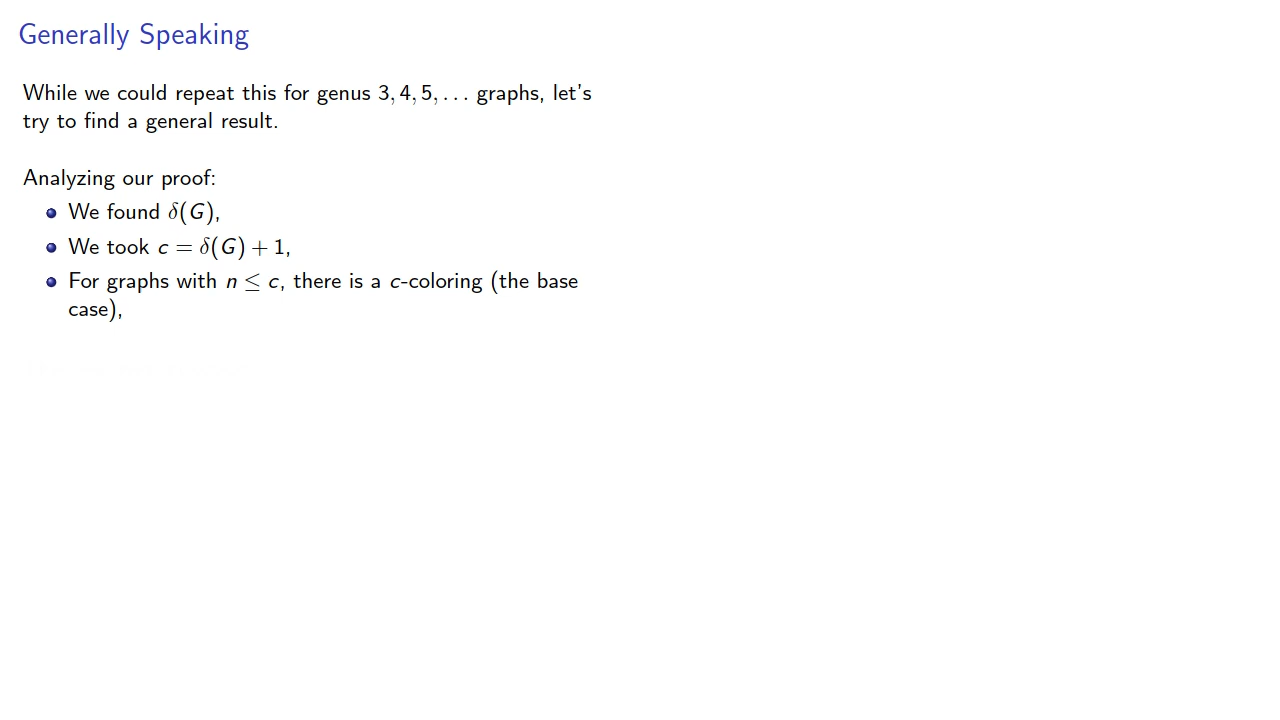 Generally Speaking
While we could repeat this for genus 3, 4, 5, . . . graphs, let's
try to find a general result.
Analyzing our proof:
We found δ(G),
We took c = δ(G) + 1,
For graphs with n ≤ c, there is a c-coloring (the base
case),